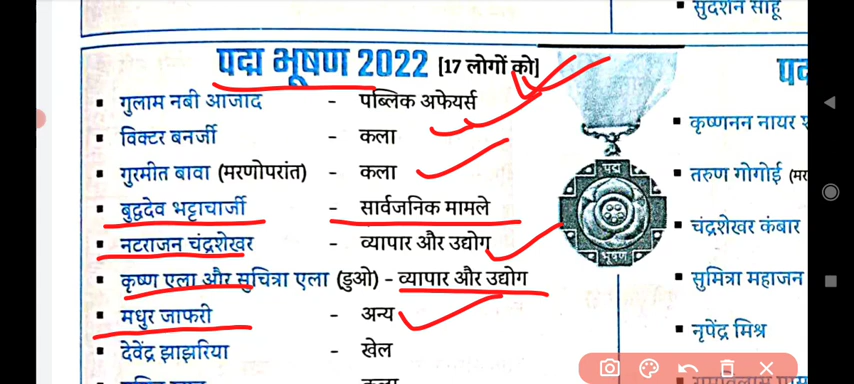 सुदर्शन साहू
पद्म भूषण 2022 [17 लोगों को]
▪ गुलाम नबी आजाद - पब्लिक अफेयर्स
▪ विक्टर बनर्जी - कला
▪ गुरमीत बावा (मरणोपरांत) - कला
▪ बुद्वदेव भट्टाचार्जी - सार्वजनिक मामले
▪ नटराजन चंद्रशेखर - व्यापार और उद्योग
▪ कृष्ण एला और सुचित्रा एला (डुओ) - व्यापार और उद्योग
▪ मधुर जाफरी - अन्य
▪ देवेंद्र झाझरिया - खेल
कला
पद्म
भूषण
▪ कृष्णनन नायर
▪ तरुण गोगोई
▪ चंद्रशेखर कंबार
▪ सुमित्रा महाजन
▪ नृपेंद्र मिश्र